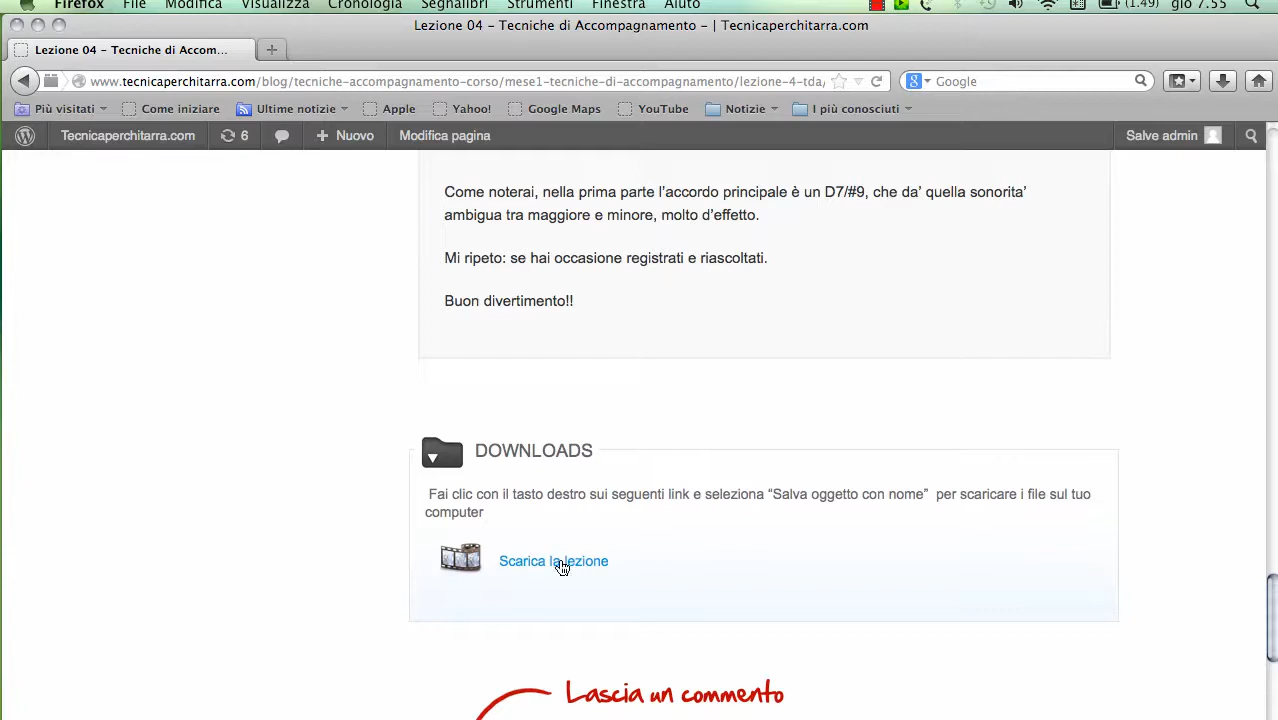 Firefox File Modifica Visualizza Cronologia Segnalibri Strumenti Finestra Aiuto (1.49) gio 7.55
Lezione 04 – Tecniche di Accompagnamento – | Tecnicaperchitarra.com
Lezione 04 – Tecniche di Accom...
www.tecnicaperchitarra.com/blog/tecniche-accompagnamento-corso/mese1-tecniche-di-accompagnamento/lezione-4-tda/ Google
Più visitati Come iniziare Ultime notizie Apple Yahoo! Google Maps YouTube Notizie I più conosciuti
Tecnicaperchitarra.com 6 + Nuovo Modifica pagina Salve admin
Come noterai, nella prima parte l’accordo principale è un D7/#9, che da’ quella sonorita’
ambigua tra maggiore e minore, molto d’effetto.
Mi ripeto: se hai occasione registrati e riascoltati.
Buon divertimento!!
DOWNLOADS
Fai clic con il tasto destro sui seguenti link e seleziona “Salva oggetto con nome” per scaricare i file sul tuo
computer
Scarica la lezione
Lascia un commento